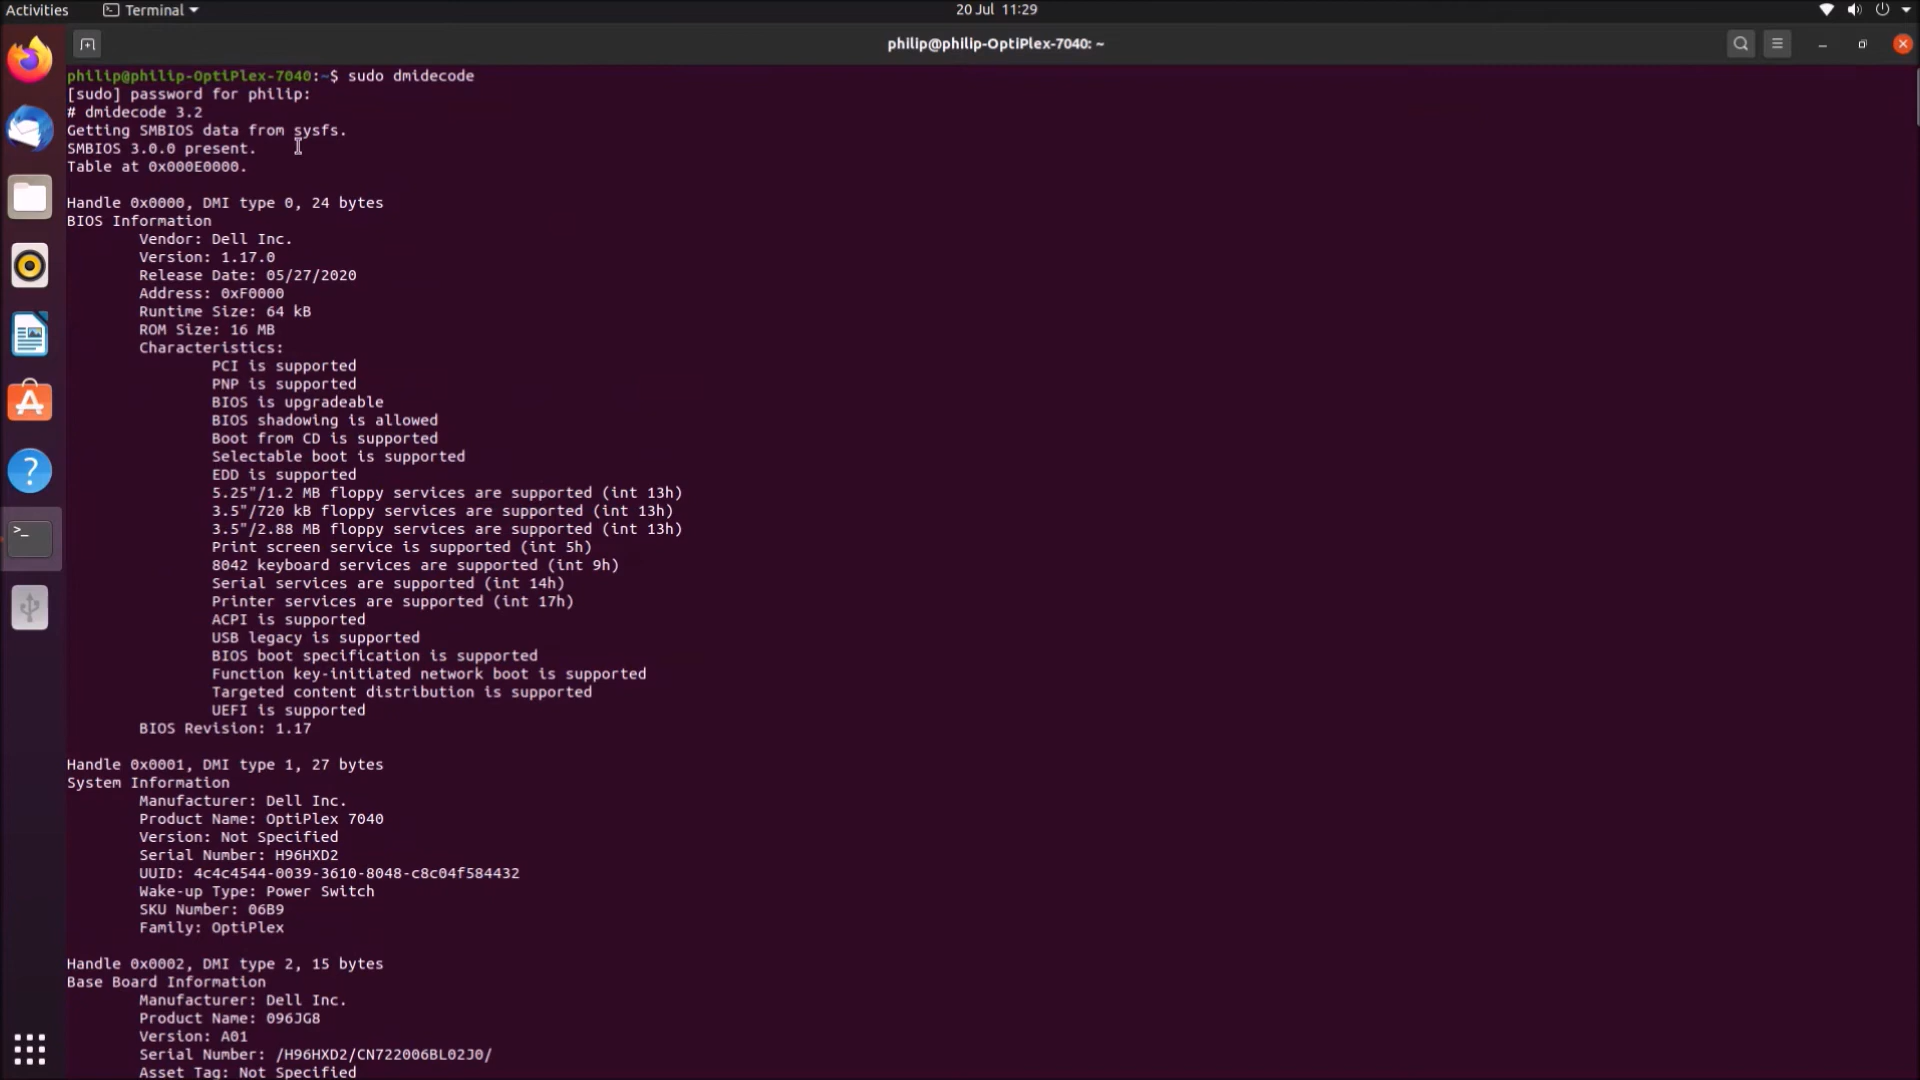 Activities
Terminal
20 Jul 11:29
philip@philip-OptiPlex-7040: ~
philip@philip-OptiPlex-7040:~$ sudo dmidecode
[sudo] password for philip:
# dmidecode 3.2
Getting SMBIOS data from sysfs.
SMBIOS 3.0.0 present.
Table at 0x000E0000.
Handle 0x0000, DMI type 0, 24 bytes
BIOS Information
Vendor: Dell Inc.
Version: 1.17.0
Release Date: 05/27/2020
Address: 0xF0000
Runtime Size: 64 kB
ROM Size: 16 MB
Characteristics:
PCI is supported
PNP is supported
BIOS is upgradeable
BIOS shadowing is allowed
Boot from CD is supported
Selectable boot is supported
EDD is supported
5.25"/1.2 MB floppy services are supported (int 13h)
3.5"/720 kB floppy services are supported (int 13h)
3.5"/2.88 MB floppy services are supported (int 13h)
Print screen service is supported (int 5h)
8042 keyboard services are supported (int 9h)
Serial services are supported (int 14h)
Printer services are supported (int 17h)
ACPI is supported
USB legacy is supported
BIOS boot specification is supported
Function key-initiated network boot is supported
Targeted content distribution is supported
UEFI is supported
BIOS Revision: 1.17
Handle 0x0001, DMI type 1, 27 bytes
System Information
Manufacturer: Dell Inc.
Product Name: OptiPlex 7040
Version: Not Specified
Serial Number: H96HXD2
UUID: 4c4c4544-0039-3610-8048-c8c04f584432
Wake-up Type: Power Switch
SKU Number: 06B9
Family: OptiPlex
Handle 0x0002, DMI type 2, 15 bytes
Base Board Information
Manufacturer: Dell Inc.
Product Name: 096JG8
Version: A01
Serial Number: /H96HXD2/CN722006BL02J0/
Asset Tag: Not Specified